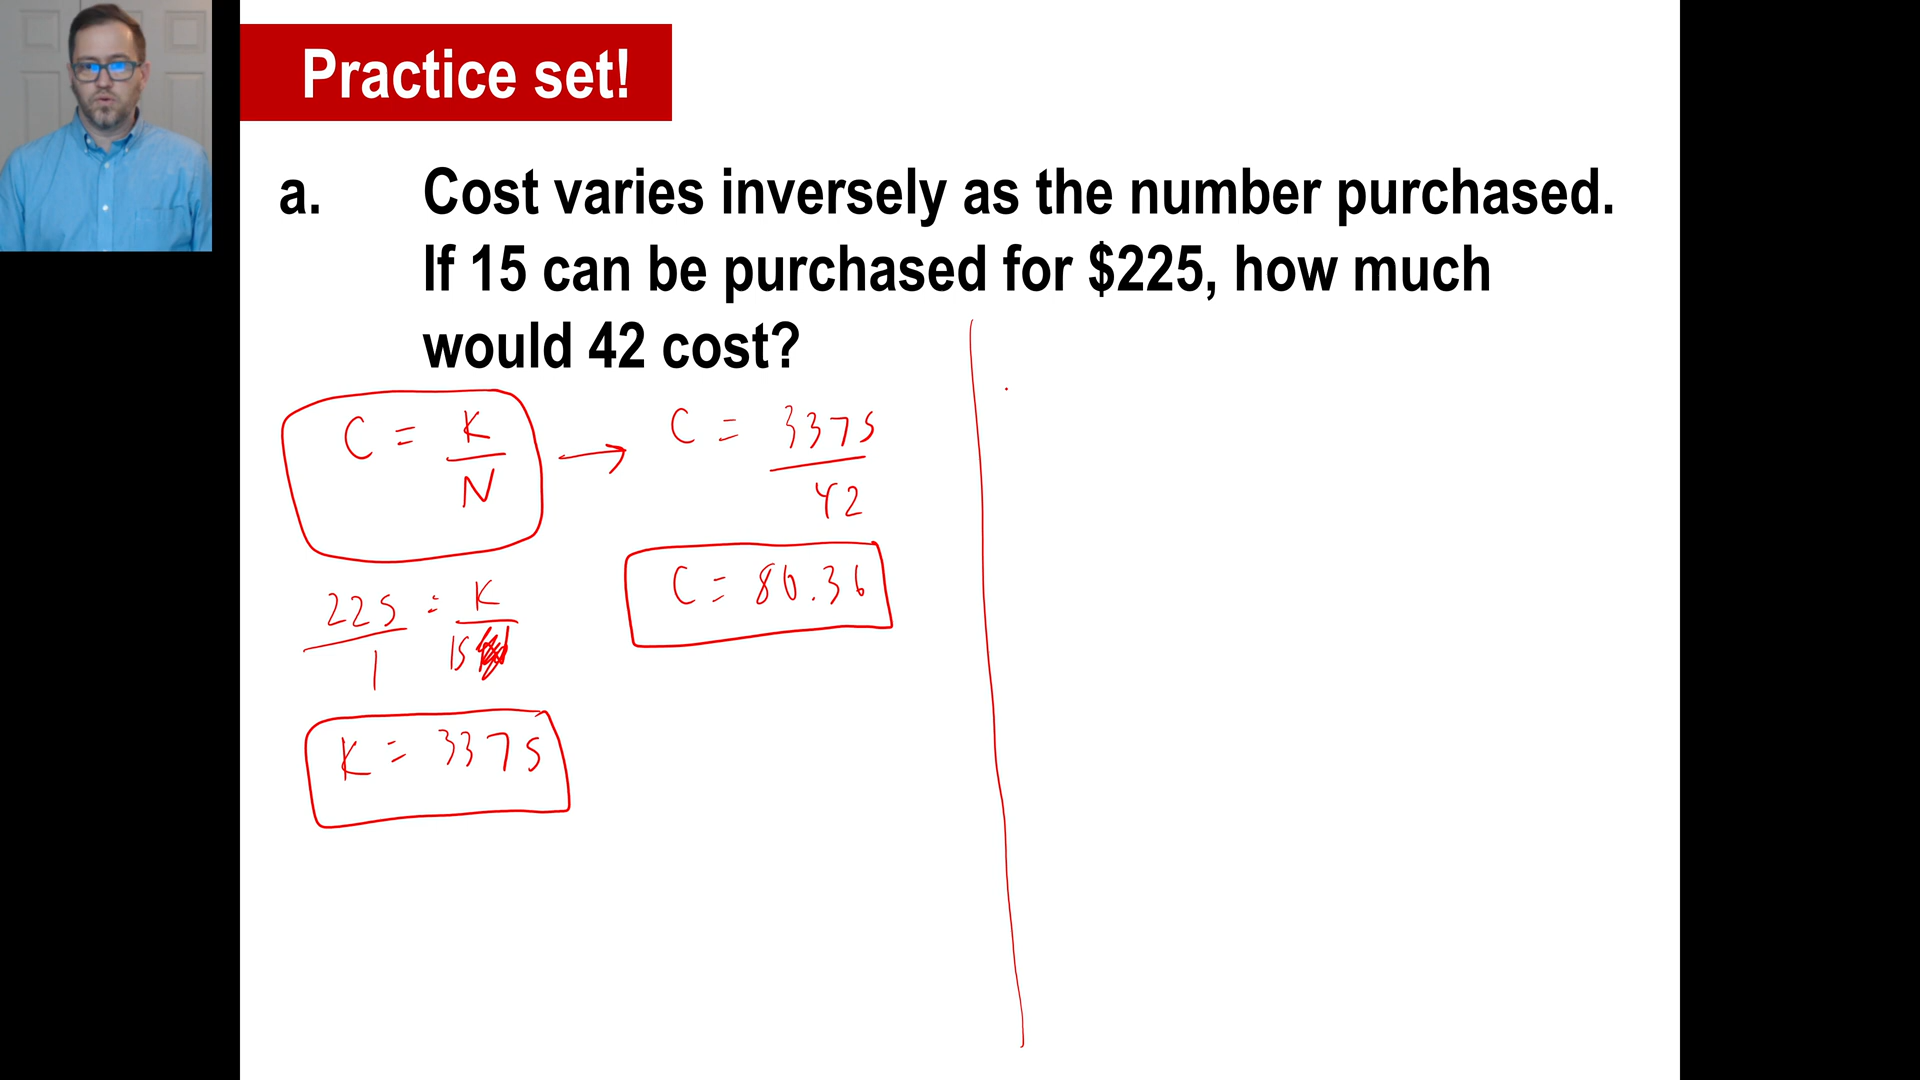 Practice set!
a. Cost varies inversely as the number purchased.
If 15 can be purchased for $225, how much
would 42 cost?
C = K/N → C = 3375/42
225/1 = K/15
C = 80.36
K = 3375